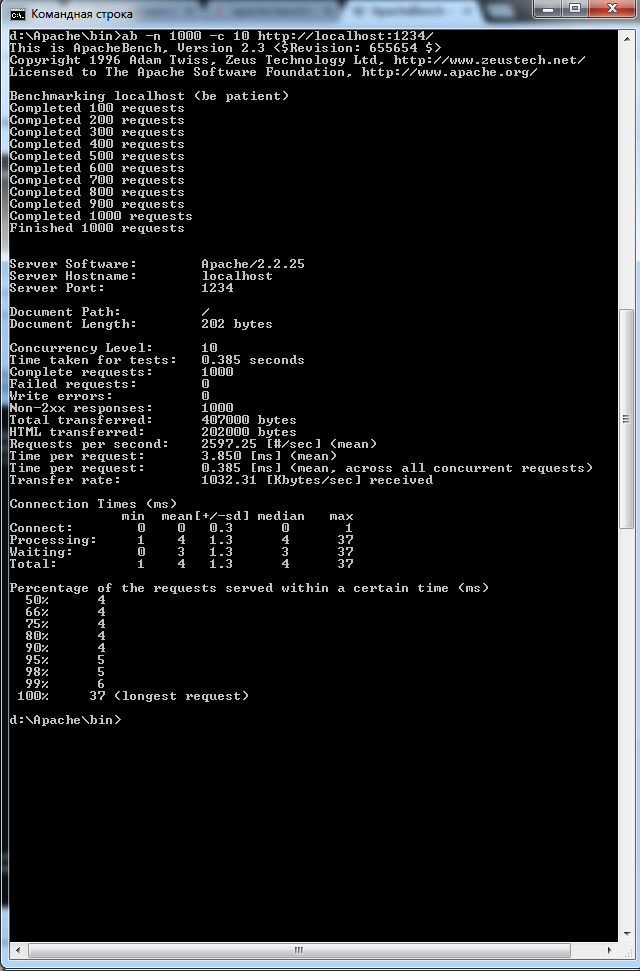 Командная строка
d:\Apache\bin>ab -n 1000 -c 10 http://localhost:1234/
This is ApacheBench, Version 2.3 <$Revision: 655654 $>
Copyright 1996 Adam Twiss, Zeus Technology Ltd, http://www.zeustech.net/
Licensed to The Apache Software Foundation, http://www.apache.org/

Benchmarking localhost (be patient)
Completed 100 requests
Completed 200 requests
Completed 300 requests
Completed 400 requests
Completed 500 requests
Completed 600 requests
Completed 700 requests
Completed 800 requests
Completed 900 requests
Completed 1000 requests
Finished 1000 requests

Server Software:        Apache/2.2.25
Server Hostname:        localhost
Server Port:            1234

Document Path:          /
Document Length:        202 bytes

Concurrency Level:      10
Time taken for tests:   0.385 seconds
Complete requests:      1000
Failed requests:        0
Write errors:           0
Non-2xx responses:      1000
Total transferred:      407000 bytes
HTML transferred:       202000 bytes
Requests per second:    2597.25 [#/sec] (mean)
Time per request:       3.850 [ms] (mean)
Time per request:       0.385 [ms] (mean, across all concurrent requests)
Transfer rate:          1032.31 [Kbytes/sec] received

Connection Times (ms)
              min  mean[+/-sd] median   max
Connect:        0    0   0.3      0       1
Processing:     1    4   1.3      4      37
Waiting:        0    3   1.3      3      37
Total:          1    4   1.3      4      37

Percentage of the requests served within a certain time (ms)
  50%      4
  66%      4
  75%      4
  80%      4
  90%      4
  95%      5
  98%      5
  99%      6
 100%     37 (longest request)

d:\Apache\bin>